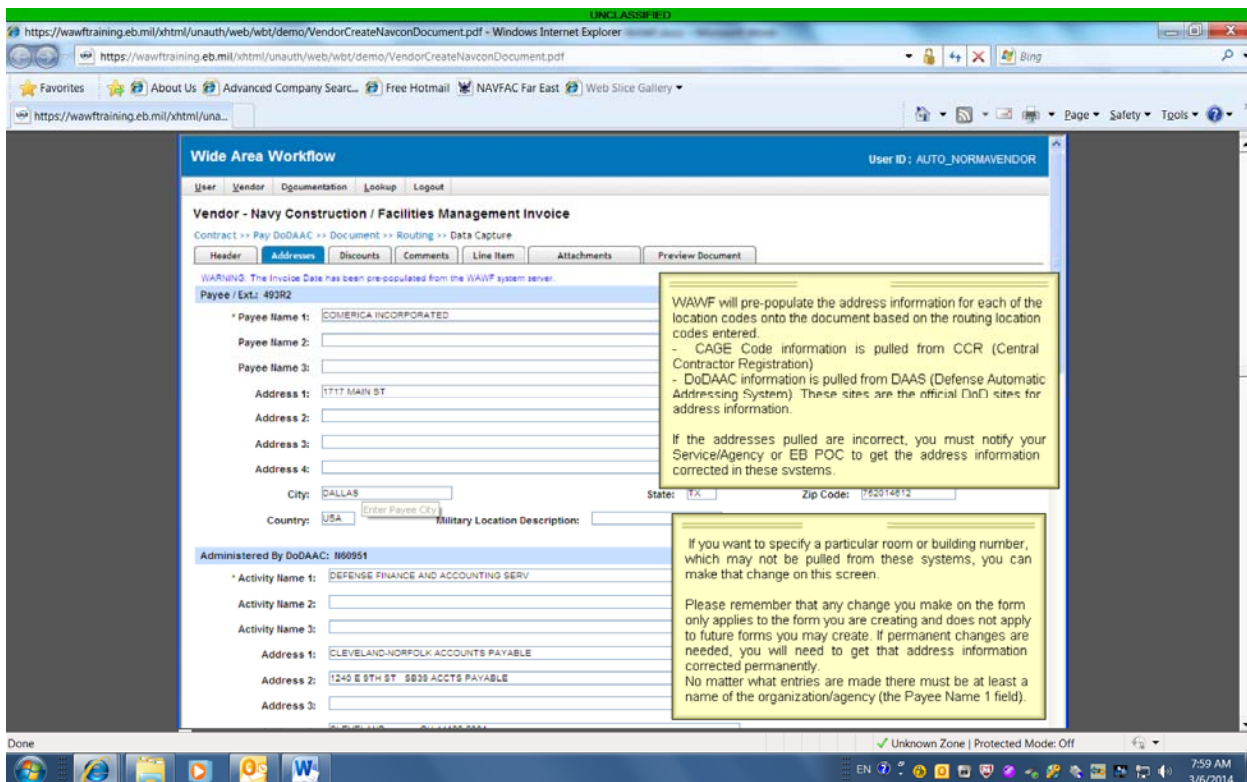 UNCLASSIFIED
https://wawftraining.eb.mil/xhtml/unauth/web/wbt/demo/VendorCreateNavconDocument.pdf - Windows Internet Explorer
https://wawftraining.eb.mil/xhtml/unauth/web/wbt/demo/VendorCreateNavconDocument.pdf
Bing
Favorites About Us Advanced Company Searc... Free Hotmail NAVFAC Far East Web Slice Gallery
https://wawftraining.eb.mil/xhtml/una...
Page Safety Tools
Wide Area Workflow
User ID : AUTO_NORMAVENDOR
User Vendor Documentation Lookup Logout
Vendor - Navy Construction / Facilities Management Invoice
Contract >> Pay DoDAAC >> Document >> Routing >> Data Capture
Header Addresses Discounts Comments Line Item Attachments Preview Document
WARNING: The Invoice Date has been pre-populated from the WAWF system server.
Payee / Ext.: 493R2
* Payee Name 1: COMERICA INCORPORATED
Payee Name 2:
Payee Name 3:
Address 1: 1717 MAIN ST
Address 2:
Address 3:
Address 4:
City: DALLAS State: TX Zip Code: 752014612
Enter Payee City
Country: USA Military Location Description:
Administered By DoDAAC: N60951
* Activity Name 1: DEFENSE FINANCE AND ACCOUNTING SERV
Activity Name 2:
Activity Name 3:
Address 1: CLEVELAND-NORFOLK ACCOUNTS PAYABLE
Address 2: 1240 E 9TH ST SB39 ACCTS PAYABLE
Address 3:
WAWF will pre-populate the address information for each of the
location codes onto the document based on the routing location
codes entered.
- CAGE Code information is pulled from CCR (Central
Contractor Registration)
- DoDAAC information is pulled from DAAS (Defense Automatic
Addressing System). These sites are the official DoD sites for
address information.
If the addresses pulled are incorrect, you must notify your
Service/Agency or EB POC to get the address information
corrected in these systems.
If you want to specify a particular room or building number,
which may not be pulled from these systems, you can
make that change on this screen.
Please remember that any change you make on the form
only applies to the form you are creating and does not apply
to future forms you may create. If permanent changes are
needed, you will need to get that address information
corrected permanently.
No matter what entries are made there must be at least a
name of the organization/agency (the Payee Name 1 field).
Done
Unknown Zone | Protected Mode: Off
EN
7:59 AM
3/6/2014